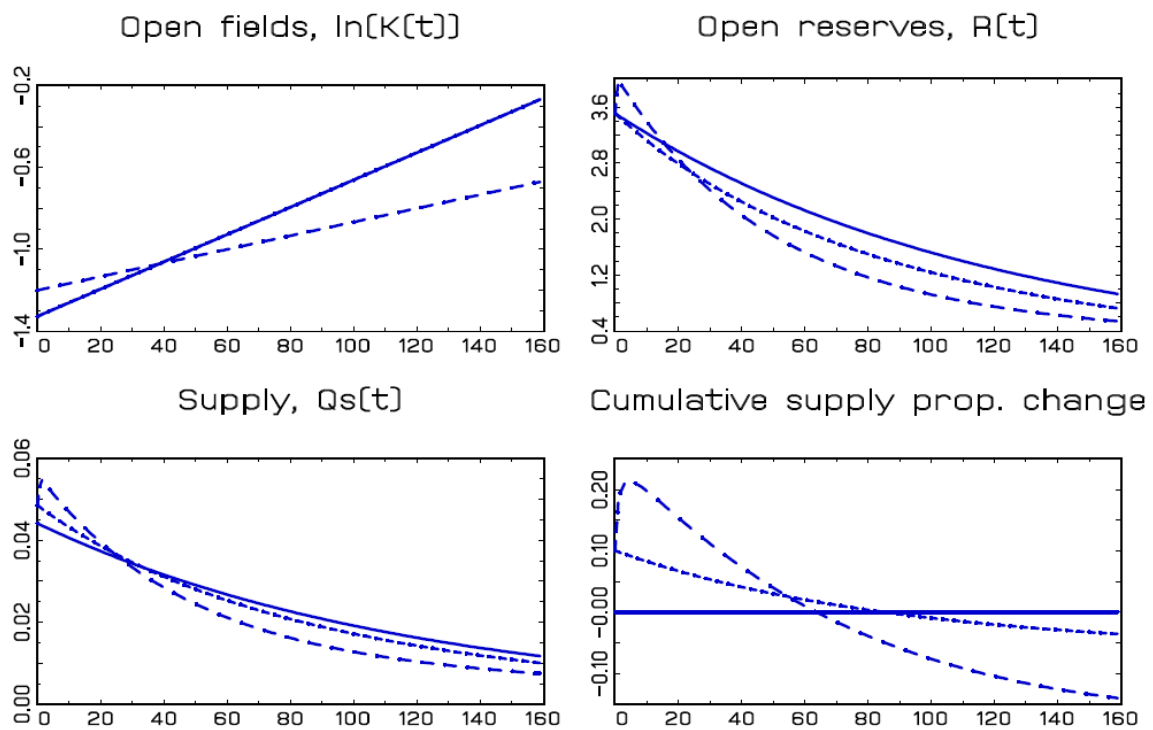 Open fields, ln(K(t))
-0.2
-0.6
-1.0
-1.4
0 20 40 60 80 100 120 140 160
Open reserves, R(t)
3.6
2.8
2.0
1.2
0.4
0 20 40 60 80 100 120 140 160
Supply, Qs(t)
0.06
0.04
0.02
0.00
0 20 40 60 80 100 120 140 160
Cumulative supply prop. change
0.20
0.10
-0.00
-0.10
0 20 40 60 80 100 120 140 160